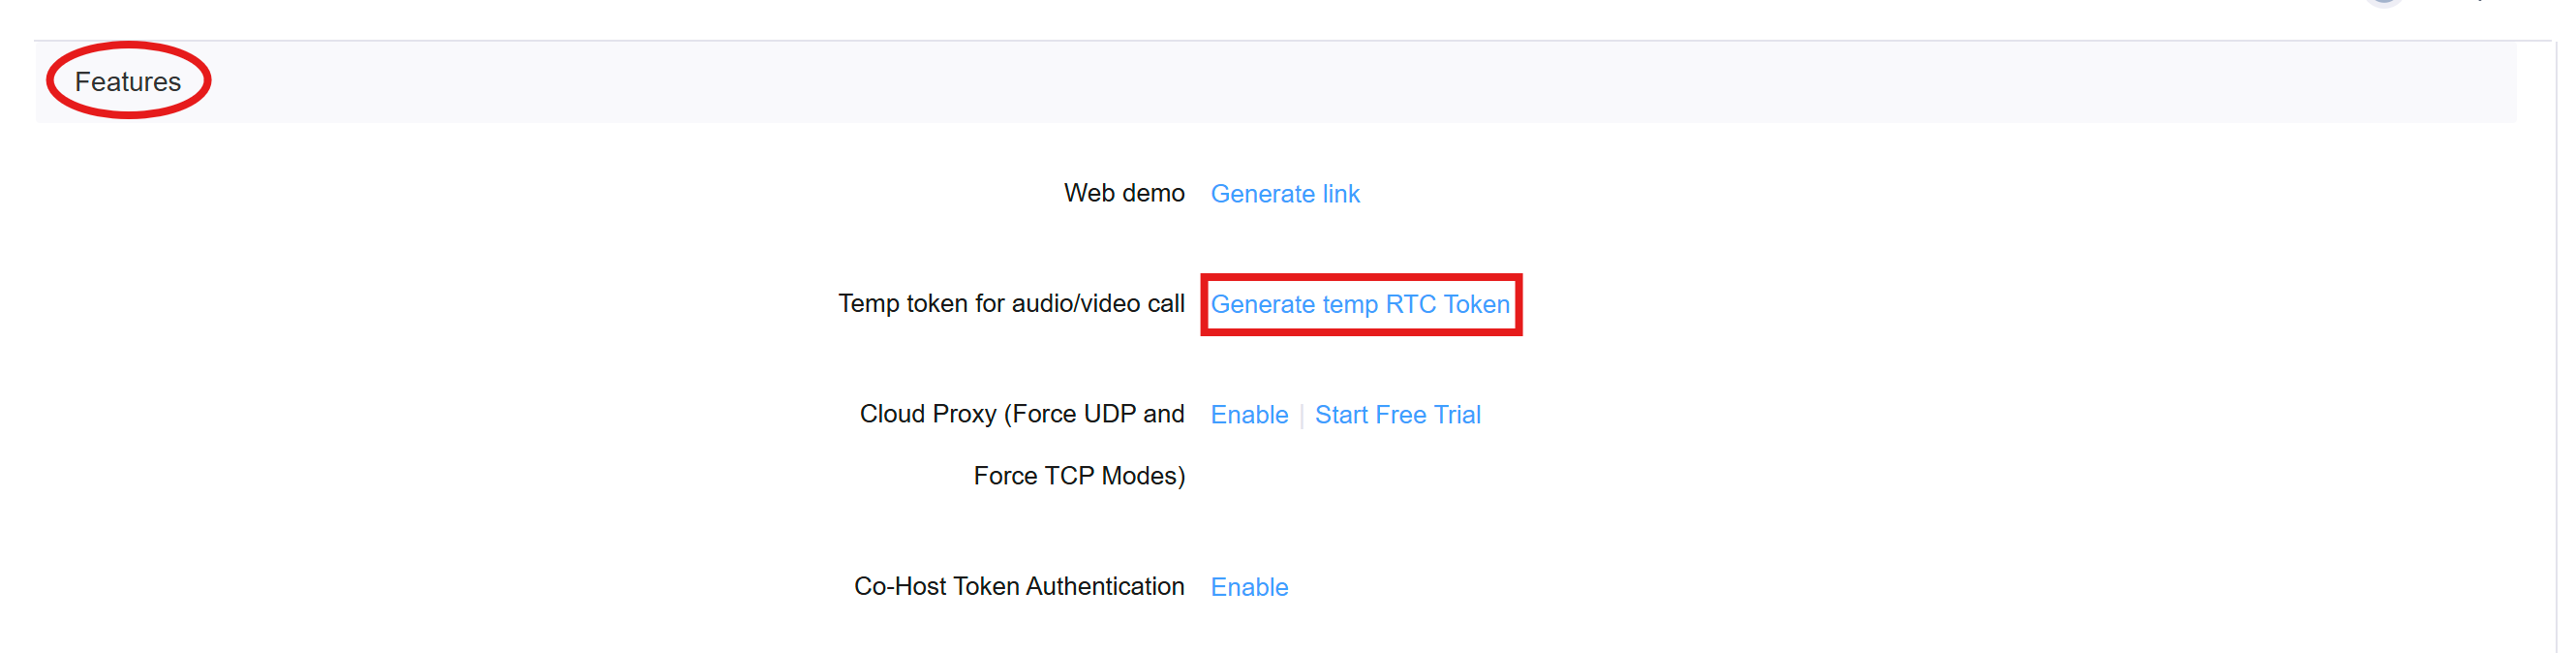 Features
Web demo Generate link
Temp token for audio/video call Generate temp RTC Token
Cloud Proxy (Force UDP and Enable | Start Free Trial
Force TCP Modes)
Co-Host Token Authentication Enable